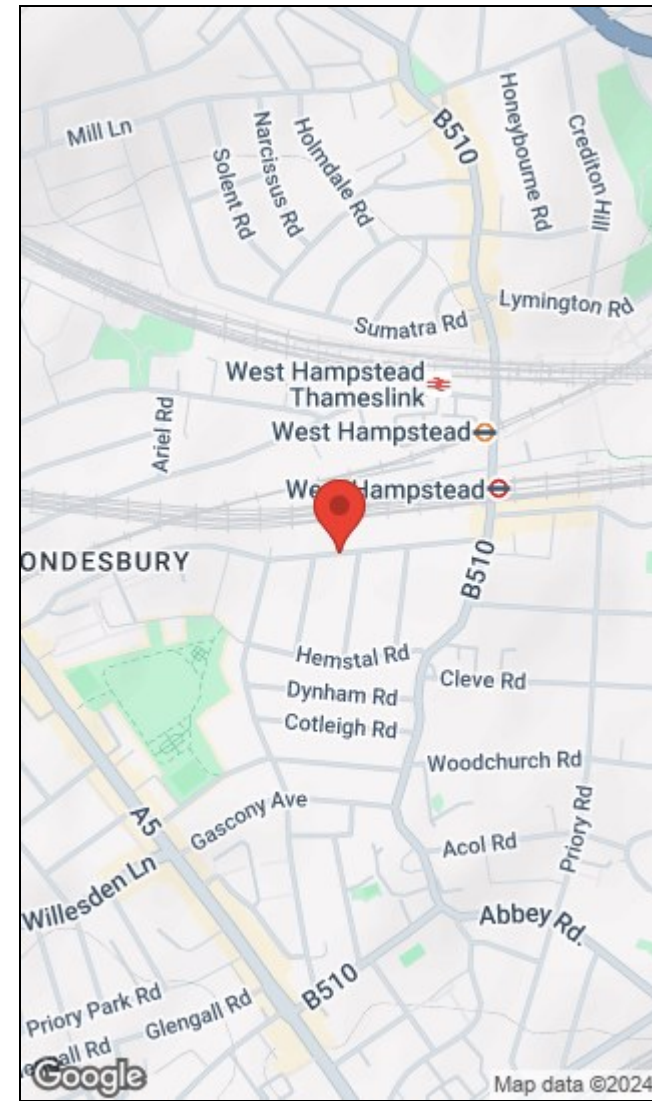 Mill Ln
Narcissus Rd
Holmdale Rd
Solent Rd
B510
Honeybourne Rd
Crediton Hill
Lymington Rd
Sumatra Rd
West Hampstead
Thameslink
West Hampstead
Ariel Rd
We Hampstead
ONDESBURY
B510
Hemstal Rd
Cleve Rd
Dynham Rd
Cotleigh Rd
Woodchurch Rd
Priory Rd
Gascony Ave
A5
Acol Rd
Willesden Ln
Abbey Rd.
B510
Priory Park Rd
Glengall Rd
all Rd
Google
Map data ©2024